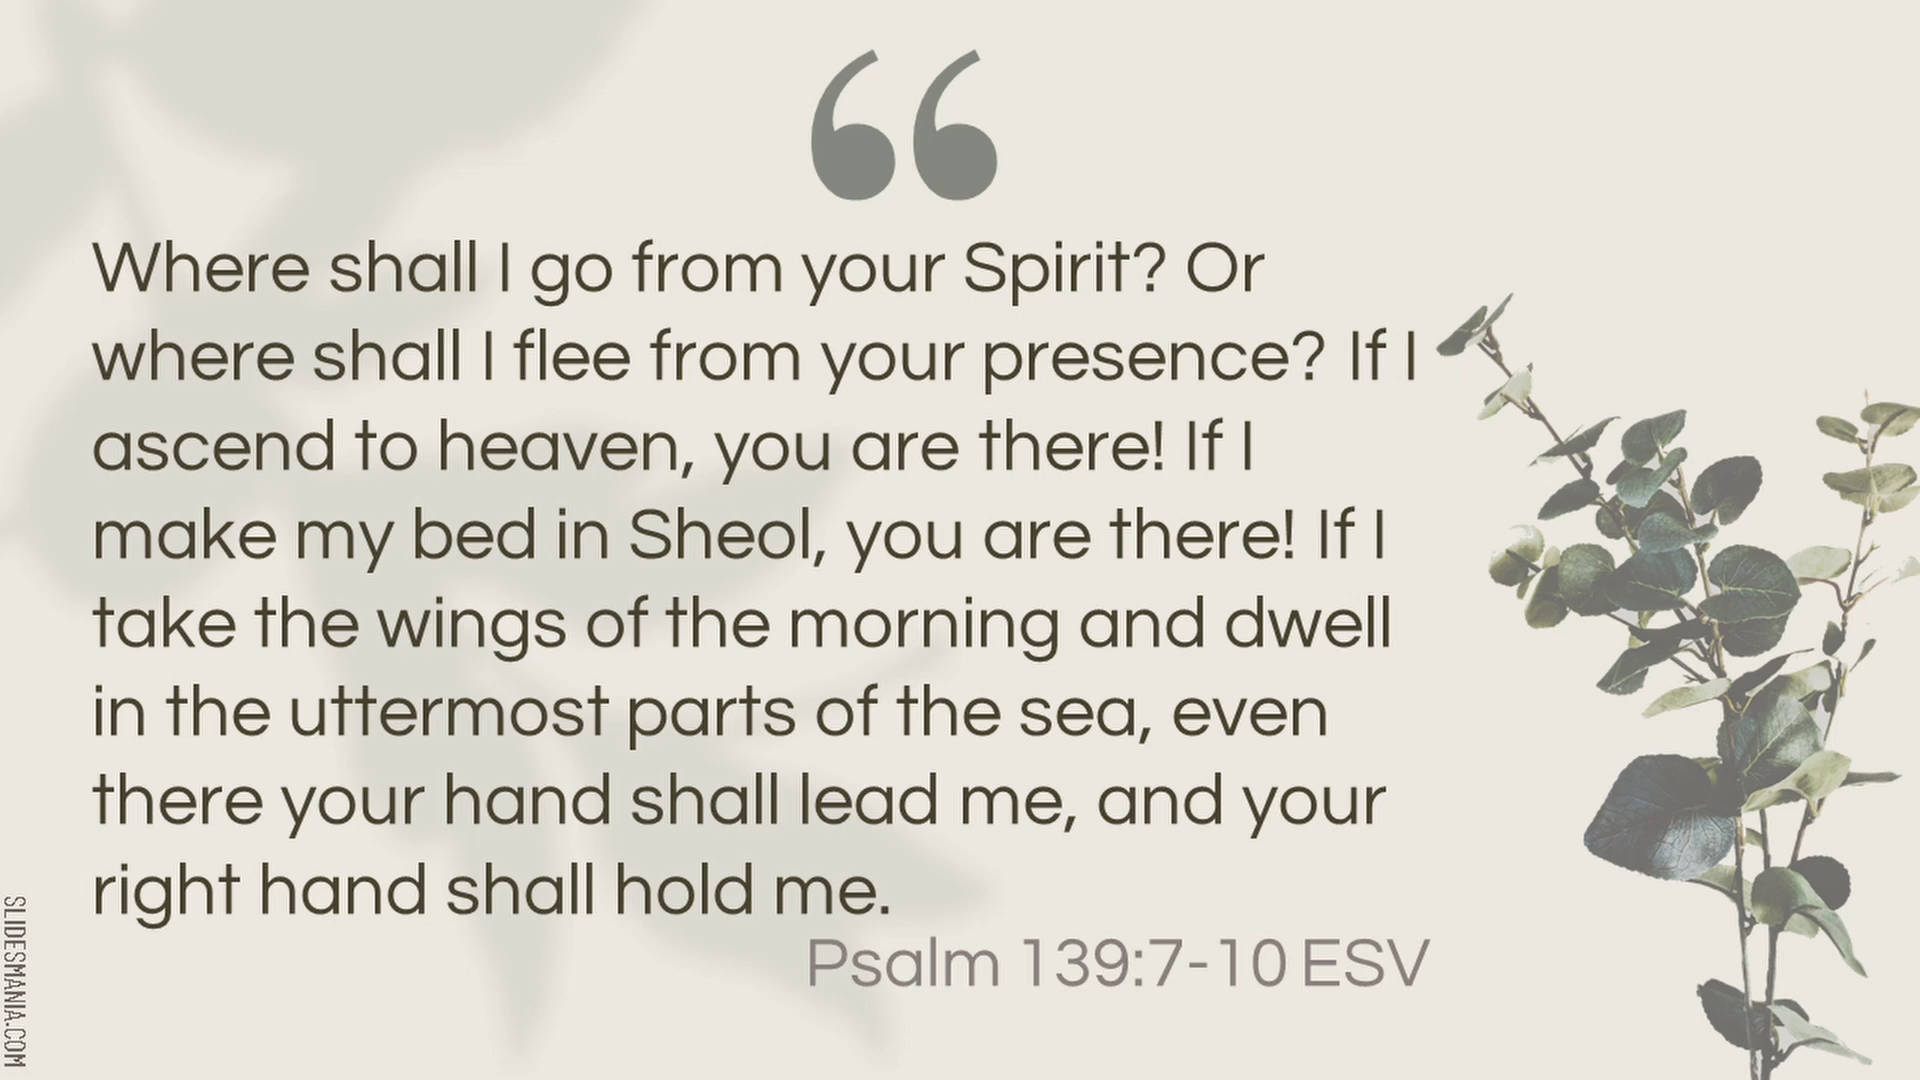 “
Where shall I go from your Spirit? Or
where shall I flee from your presence? If I
ascend to heaven, you are there! If I
make my bed in Sheol, you are there! If I
take the wings of the morning and dwell
in the uttermost parts of the sea, even
there your hand shall lead me, and your
right hand shall hold me.
Psalm 139:7-10 ESV
SLIDESMANIA.COM